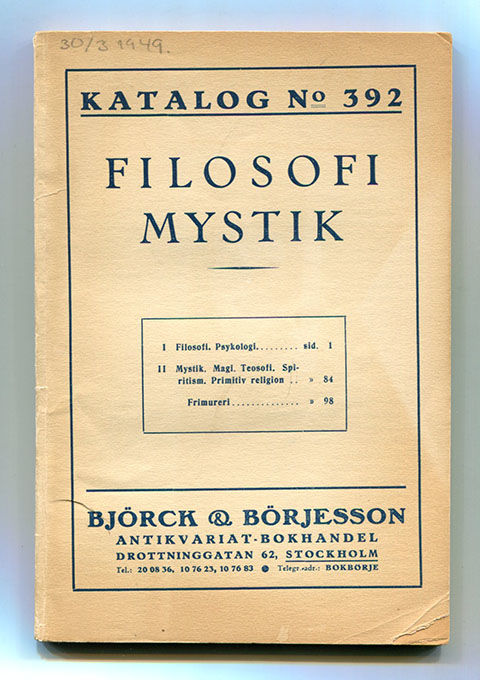 30/3 1949.
KATALOG No 392
FILOSOFI
MYSTIK
I Filosofi. Psykologi......... sid. 1
II Mystik. Magi. Teosofi. Spi-
ritism. Primitiv religion .. » 84
Frimureri.............. » 98
BJÖRCK & BÖRJESSON
ANTIKVARIAT-BOKHANDEL
DROTTNINGGATAN 62, STOCKHOLM
Tel.: 20 08 36, 10 76 23, 10 76 83 ● Telegr.-adr.: BOKBÖRJE